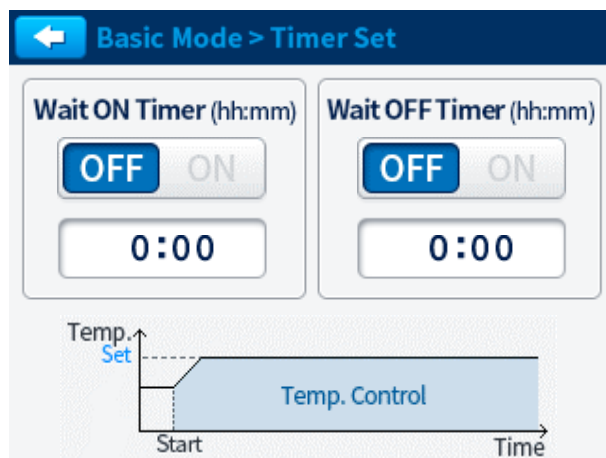 Basic Mode > Timer Set
Wait ON Timer (hh:mm)
OFF ON
0:00
Wait OFF Timer (hh:mm)
OFF ON
0:00
Temp.
Set
Temp. Control
Start
Time